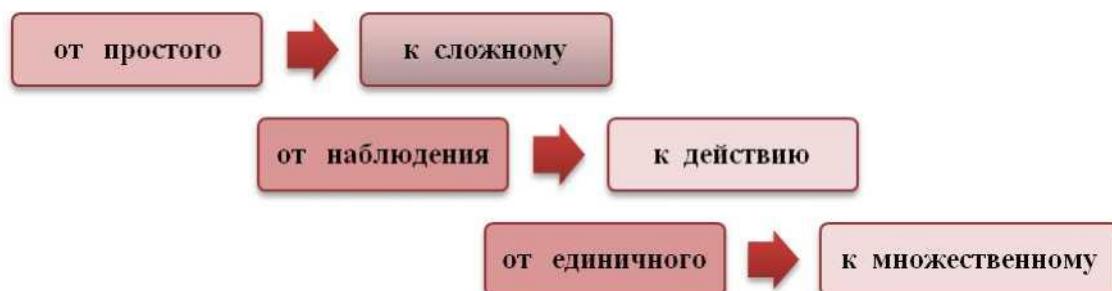 от простого к сложному
от наблюдения к действию
от единичного к множественному